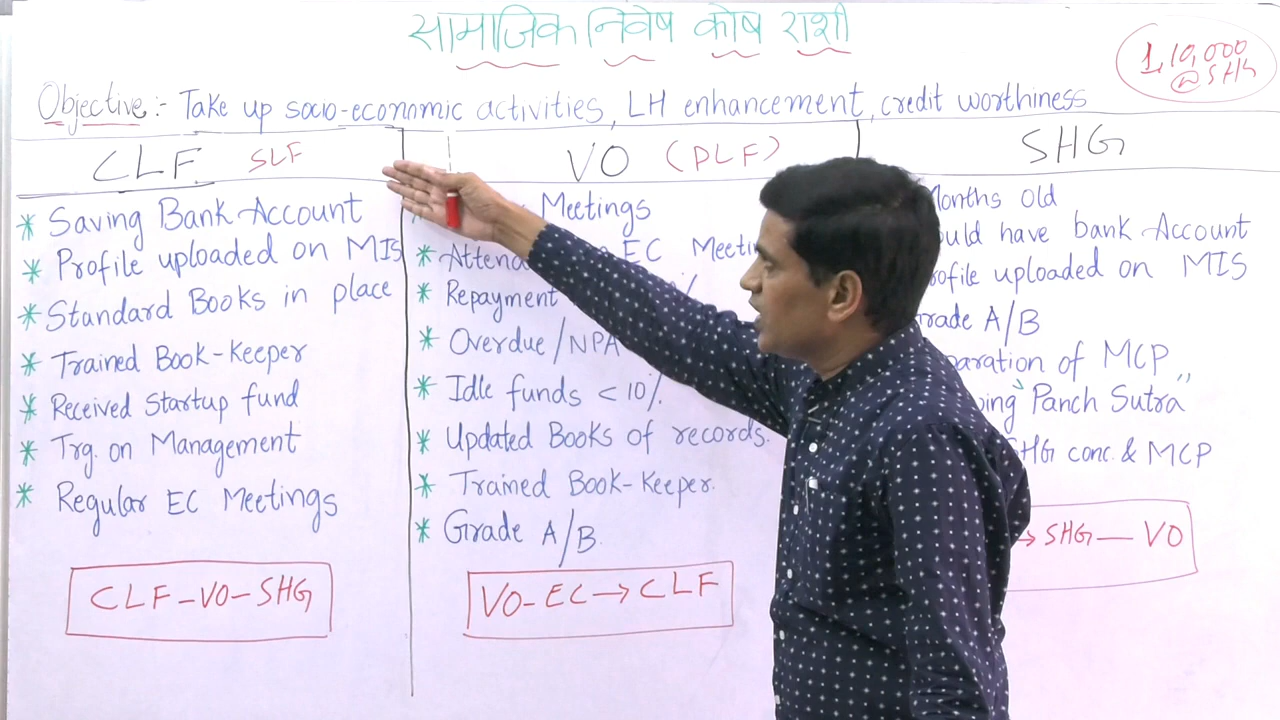 सामाजिक निवेष कोष राशी
1,10,000
@SHG
Objective:- Take up socio-economic activities, LH enhancement, credit worthiness
CLF SLF
* Saving Bank Account
* Profile uploaded on MIS
* Standard Books in place
* Trained Book-Keeper
* Received Startup fund
* Trg. on Management
* Regular EC Meetings
CLF-VO-SHG
VO (PLF)
Meetings
* EC
* Repayment
* Overdue/NPA
* Idle funds < 10%
* Updated Books of records.
* Trained Book-Keeper.
* Grade A/B
VO-EC→CLF
SHG
Months old
have bank Account
uploaded on MIS
A/B
of MCP,,
Panch Sutra
SHG conc. & MCP
→ SHG — VO